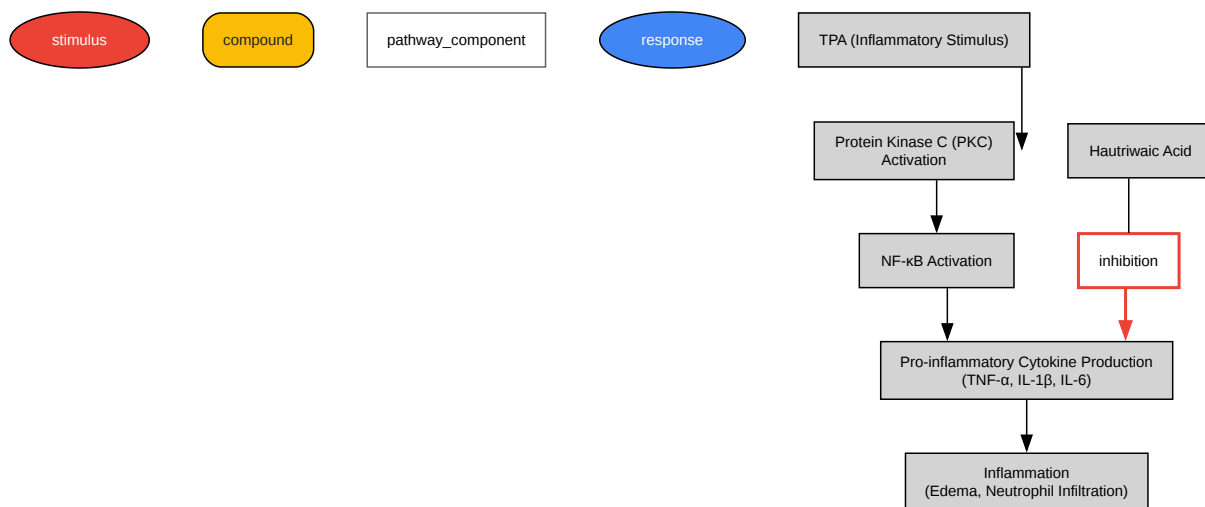 stimulus
compound
pathway_component
response
TPA (Inflammatory Stimulus)
Protein Kinase C (PKC)
Activation
Hautriwaic Acid
NF-κB Activation
inhibition
Pro-inflammatory Cytokine Production
(TNF-α, IL-1β, IL-6)
Inflammation
(Edema, Neutrophil Infiltration)